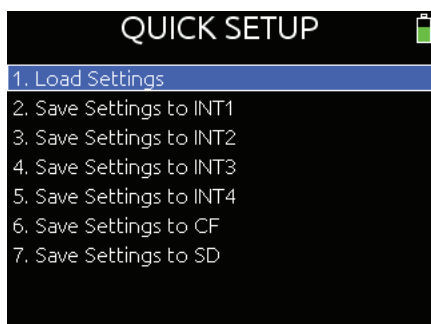 QUICK SETUP
1. Load Settings
2. Save Settings to INT1
3. Save Settings to INT2
4. Save Settings to INT3
5. Save Settings to INT4
6. Save Settings to CF
7. Save Settings to SD